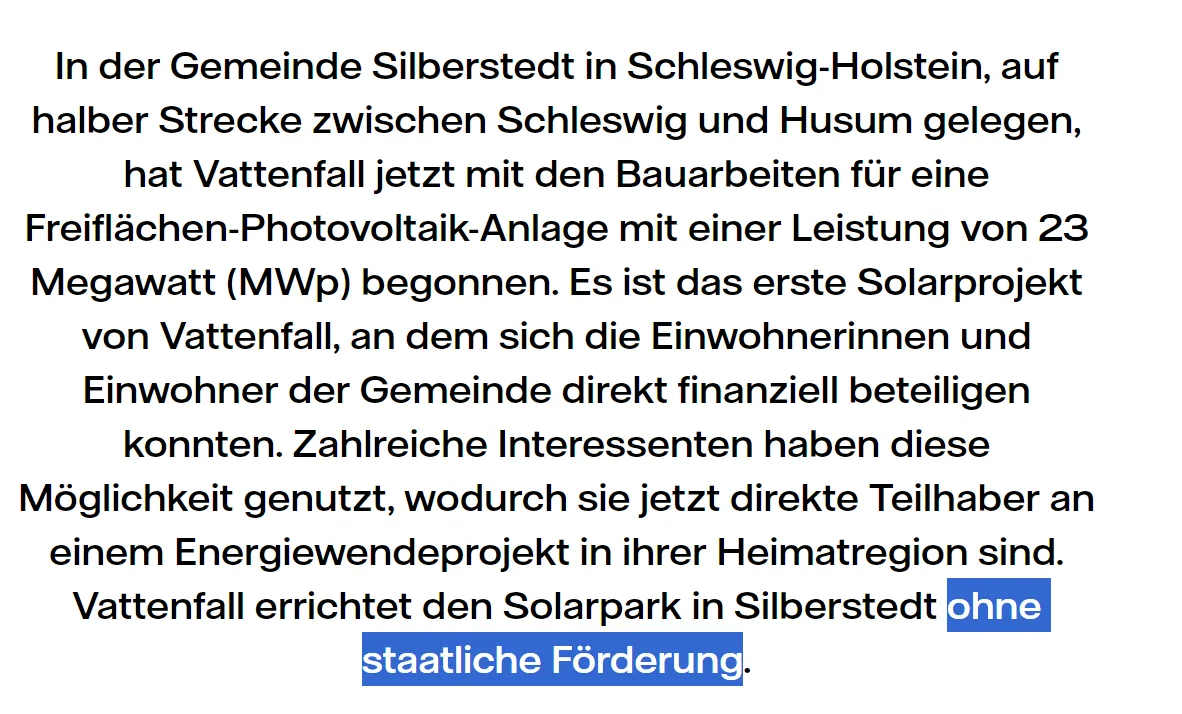 In der Gemeinde Silberstedt in Schleswig-Holstein, auf
halber Strecke zwischen Schleswig und Husum gelegen,
hat Vattenfall jetzt mit den Bauarbeiten für eine
Freiflächen-Photovoltaik-Anlage mit einer Leistung von 23
Megawatt (MWp) begonnen. Es ist das erste Solarprojekt
von Vattenfall, an dem sich die Einwohnerinnen und
Einwohner der Gemeinde direkt finanziell beteiligen
konnten. Zahlreiche Interessenten haben diese
Möglichkeit genutzt, wodurch sie jetzt direkte Teilhaber an
einem Energiewendeprojekt in ihrer Heimatregion sind.
Vattenfall errichtet den Solarpark in Silberstedt ohne
staatliche Förderung.